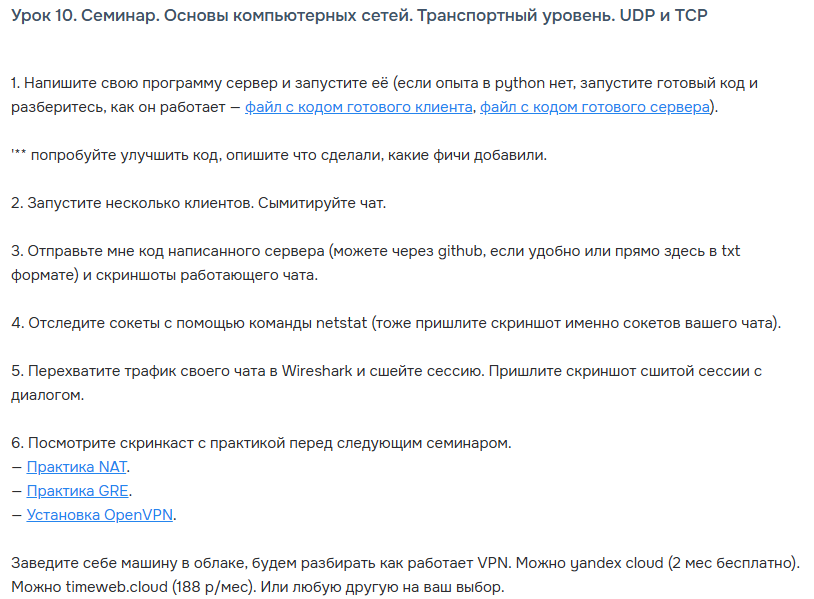 Урок 10. Семинар. Основы компьютерных сетей. Транспортный уровень. UDP и TCP
1. Напишите свою программу сервер и запустите её (если опыта в python нет, запустите готовый код и
разберитесь, как он работает — файл с кодом готового клиента, файл с кодом готового сервера).
'** попробуйте улучшить код, опишите что сделали, какие фичи добавили.
2. Запустите несколько клиентов. Сымитируйте чат.
3. Отправьте мне код написанного сервера (можете через github, если удобно или прямо здесь в txt
формате) и скриншоты работающего чата.
4. Отследите сокеты с помощью команды netstat (тоже пришлите скриншот именно сокетов вашего чата).
5. Перехватите трафик своего чата в Wireshark и сшейте сессию. Пришлите скриншот сшитой сессии с
диалогом.
6. Посмотрите скринкаст с практикой перед следующим семинаром.
— Практика NAT.
— Практика GRE.
— Установка OpenVPN.
Заведите себе машину в облаке, будем разбирать как работает VPN. Можно yandex cloud (2 мес бесплатно).
Можно timeweb.cloud (188 р/мес). Или любую другую на ваш выбор.